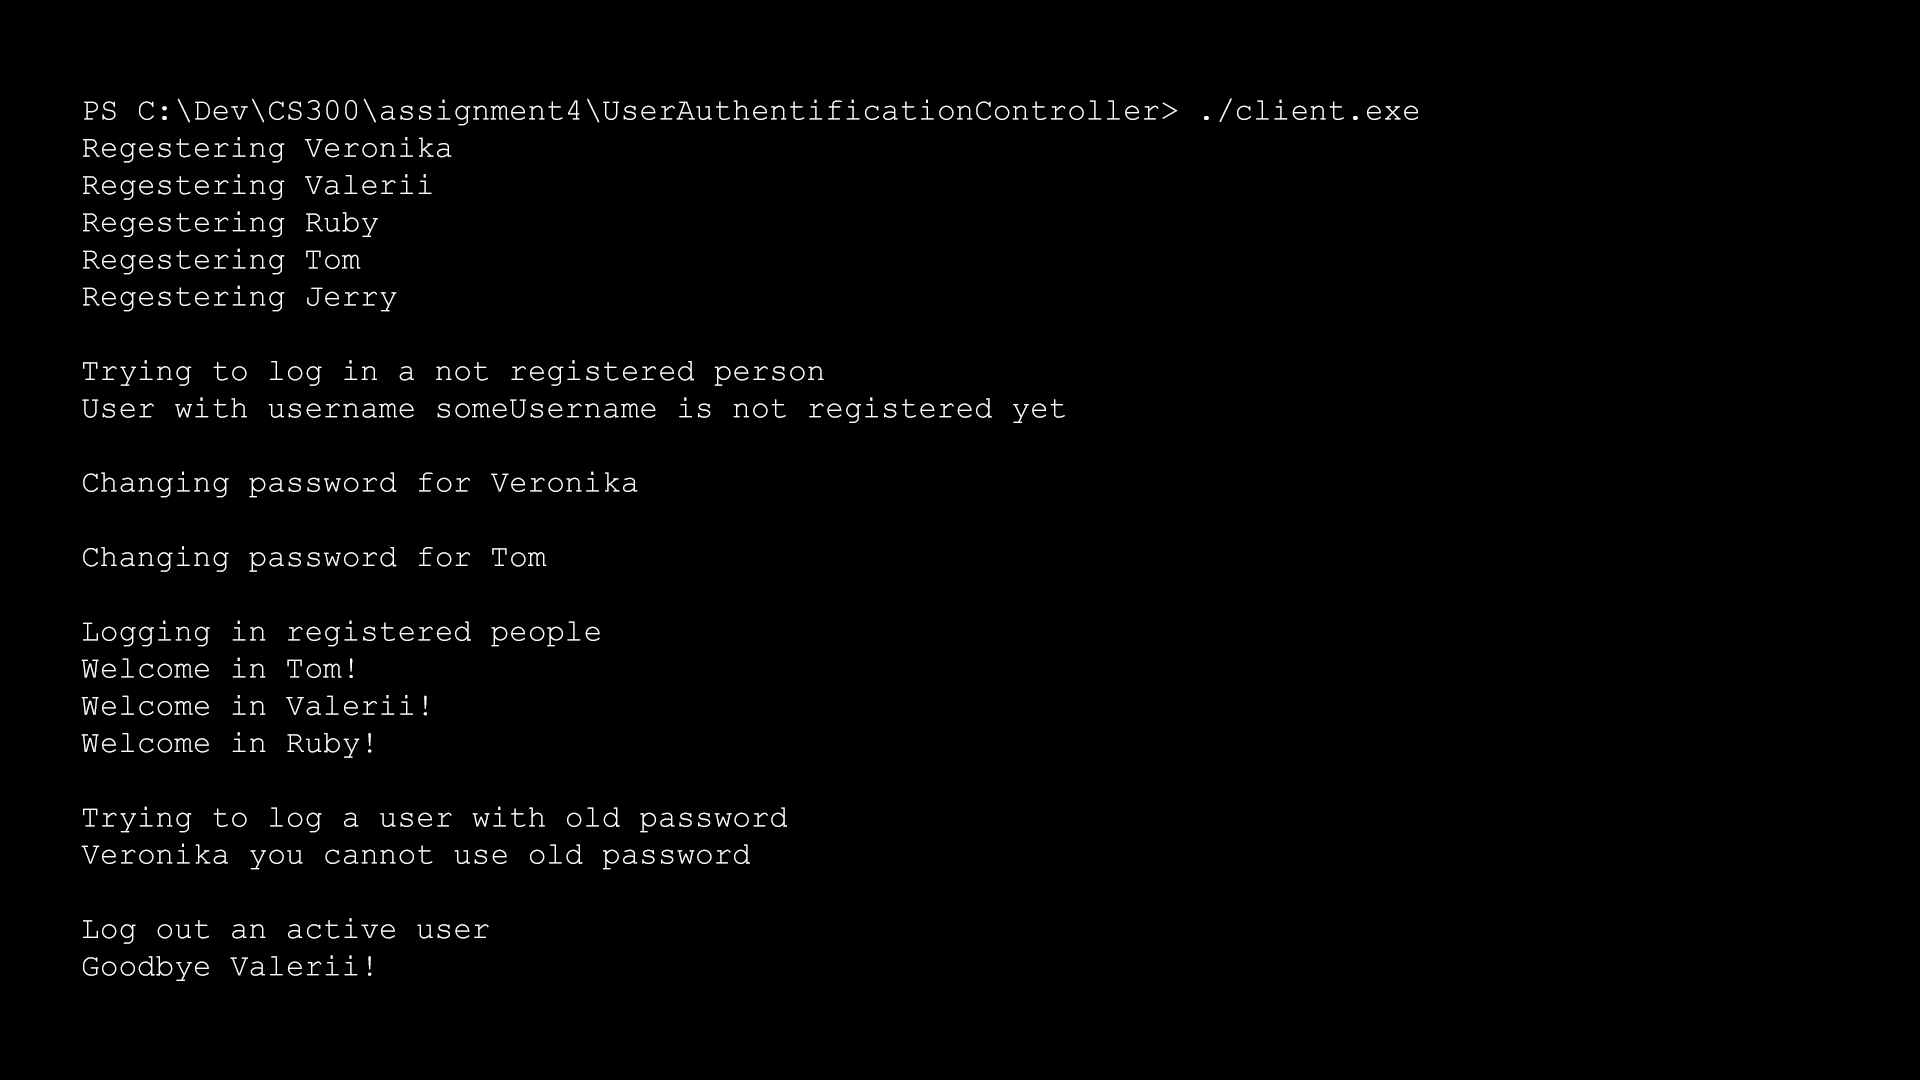 PS C:\Dev\CS300\assignment4\UserAuthentificationController> ./client.exe
Regestering Veronika
Regestering Valerii
Regestering Ruby
Regestering Tom
Regestering Jerry
Trying to log in a not registered person
User with username someUsername is not registered yet
Changing password for Veronika
Changing password for Tom
Logging in registered people
Welcome in Tom!
Welcome in Valerii!
Welcome in Ruby!
Trying to log a user with old password
Veronika you cannot use old password
Log out an active user
Goodbye Valerii!